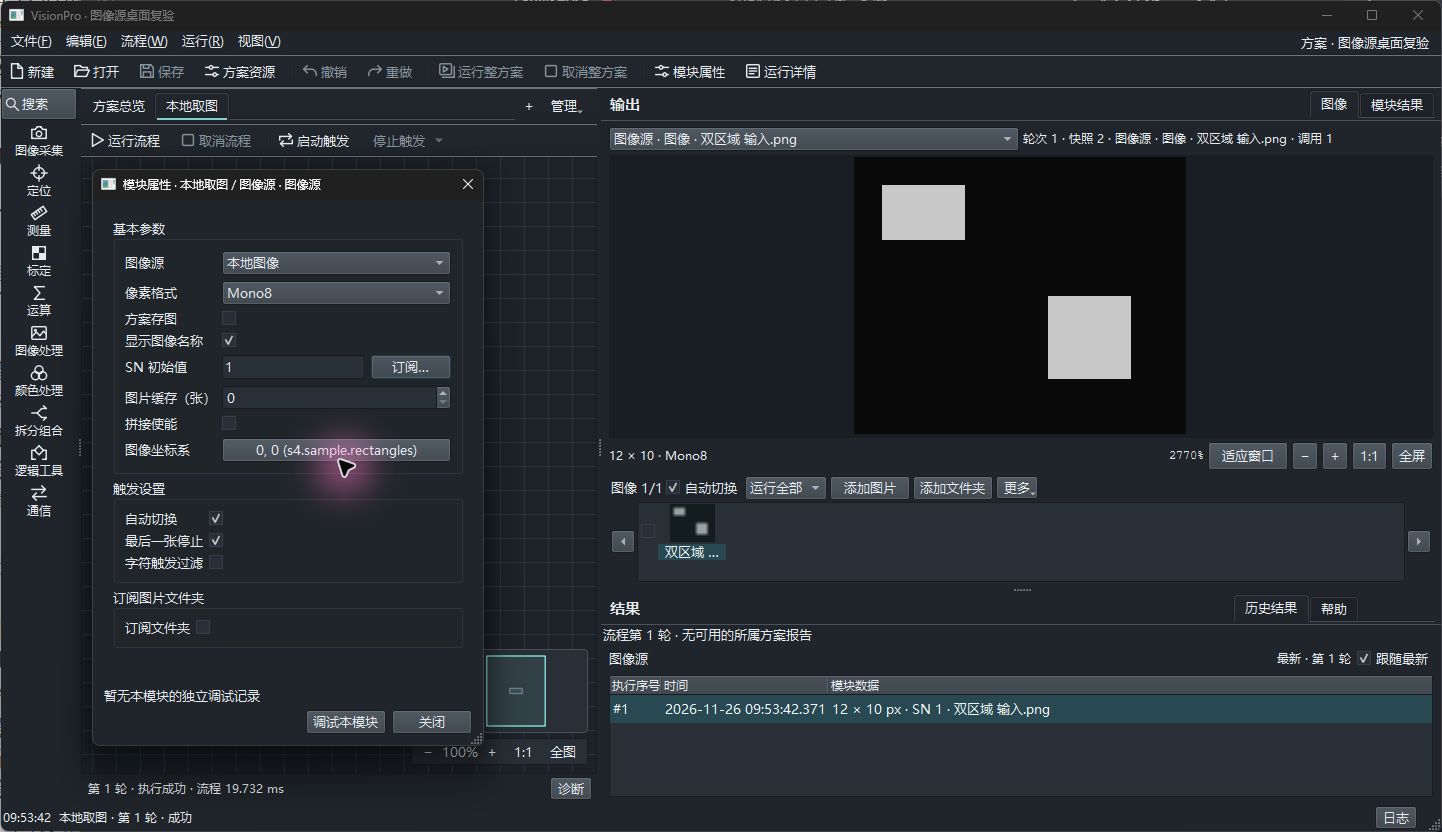 VisionPro · 图像源桌面复验
文件(F) 编辑(E) 流程(W) 运行(R) 视图(V)
方案 · 图像源桌面复验
新建 打开 保存 方案资源 撤销 重做 运行整方案 取消整方案 模块属性 运行详情
搜索
图像采集
定位
测量
标定
运算
图像处理
颜色处理
拆分组合
逻辑工具
通信
方案总览 本地取图 + 管理
运行流程 取消流程 启动触发 停止触发
模块属性 · 本地取图 / 图像源 · 图像源
基本参数
图像源 本地图像
像素格式 Mono8
方案存图
显示图像名称
SN 初始值 1 订阅...
图片缓存（张） 0
拼接使能
图像坐标系 0, 0 (s4.sample.rectangles)
触发设置
自动切换
最后一张停止
字符触发过滤
订阅图片文件夹
订阅文件夹
暂无本模块的独立调试记录
调试本模块 关闭
− 100% + 1:1 全图
第 1 轮 · 执行成功 · 流程 19.732 ms 诊断
输出 图像 模块结果
图像源 · 图像 · 双区域 输入.png 轮次 1 · 快照 2 · 图像源 · 图像 · 双区域 输入.png · 调用 1
12 × 10 · Mono8 2770% 适应窗口 − + 1:1 全屏
图像 1/1 自动切换 运行全部 添加图片 添加文件夹 更多
双区域 ...
结果 历史结果 帮助
流程第 1 轮 · 无可用的所属方案报告
图像源 最新 · 第 1 轮 跟随最新
执行序号 时间 模块数据
#1 2026-11-26 09:53:42.371 12 × 10 px · SN 1 · 双区域 输入.png
09:53:42 本地取图 · 第 1 轮 · 成功 日志